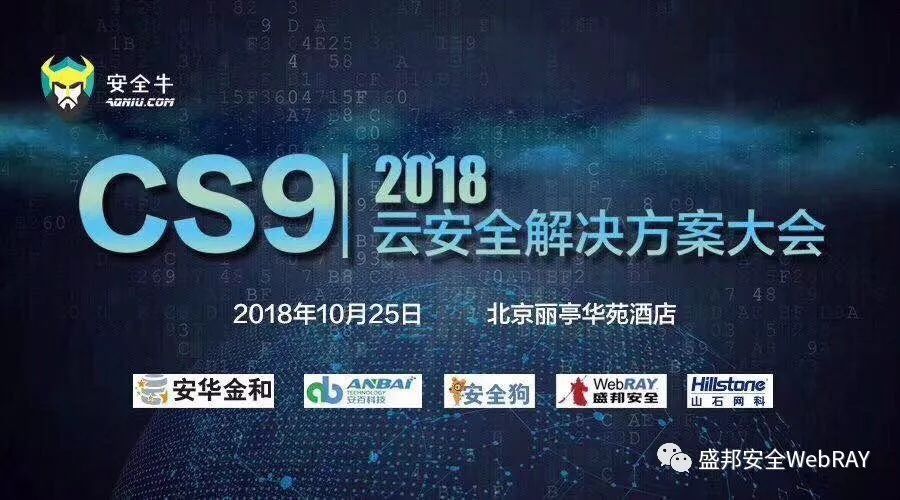 安全牛
AQNIU.COM
CS9
2018
云安全解决方案大会
2018年10月25日 北京丽亭华苑酒店
安华金和
ANBAI
TECHNOLOGY
安百科技
安全狗
WebRAY
盛邦安全
Hillstone
山石网科
盛邦安全WebRAY